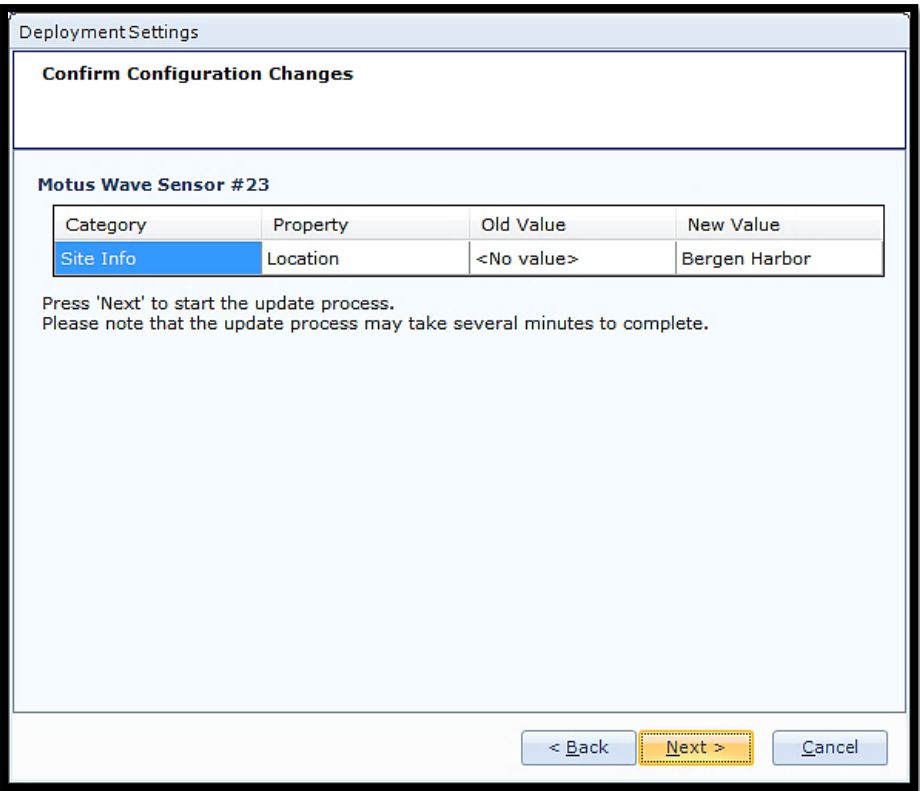 Deployment Settings
Confirm Configuration Changes
Motus Wave Sensor #23
Category Property Old Value New Value
Site Info Location <No value> Bergen Harbor
Press 'Next' to start the update process.
Please note that the update process may take several minutes to complete.
< Back Next > Cancel